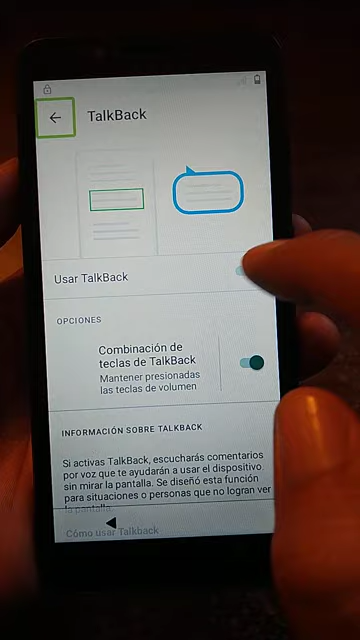 TalkBack
Usar TalkBack
OPCIONES
Combinación de
teclas de TalkBack
Mantener presionadas
las teclas de volumen
INFORMACIÓN SOBRE TALKBACK
Si activas TalkBack, escucharás comentarios
por voz que te ayudarán a usar el dispositivo
sin mirar la pantalla. Se diseñó esta función
para situaciones o personas que no logran ver
la pantalla.
Cómo usar Talkback